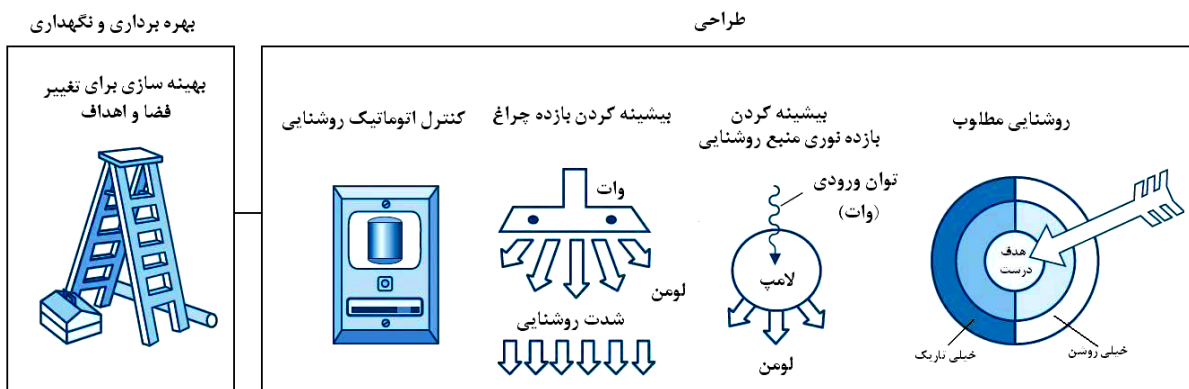 طراحی
بهره برداری و نگهداری
روشنایی مطلوب
هدف
درست
خیلی روشن
خیلی تاریک
بیشینه کردن
بازده نوری منبع روشنایی
توان ورودی
(وات)
لامپ
لومن
بیشینه کردن بازده چراغ
وات
لومن
شدت روشنایی
کنترل اتوماتیک روشنایی
بهینه سازی برای تغییر
فضا و اهداف